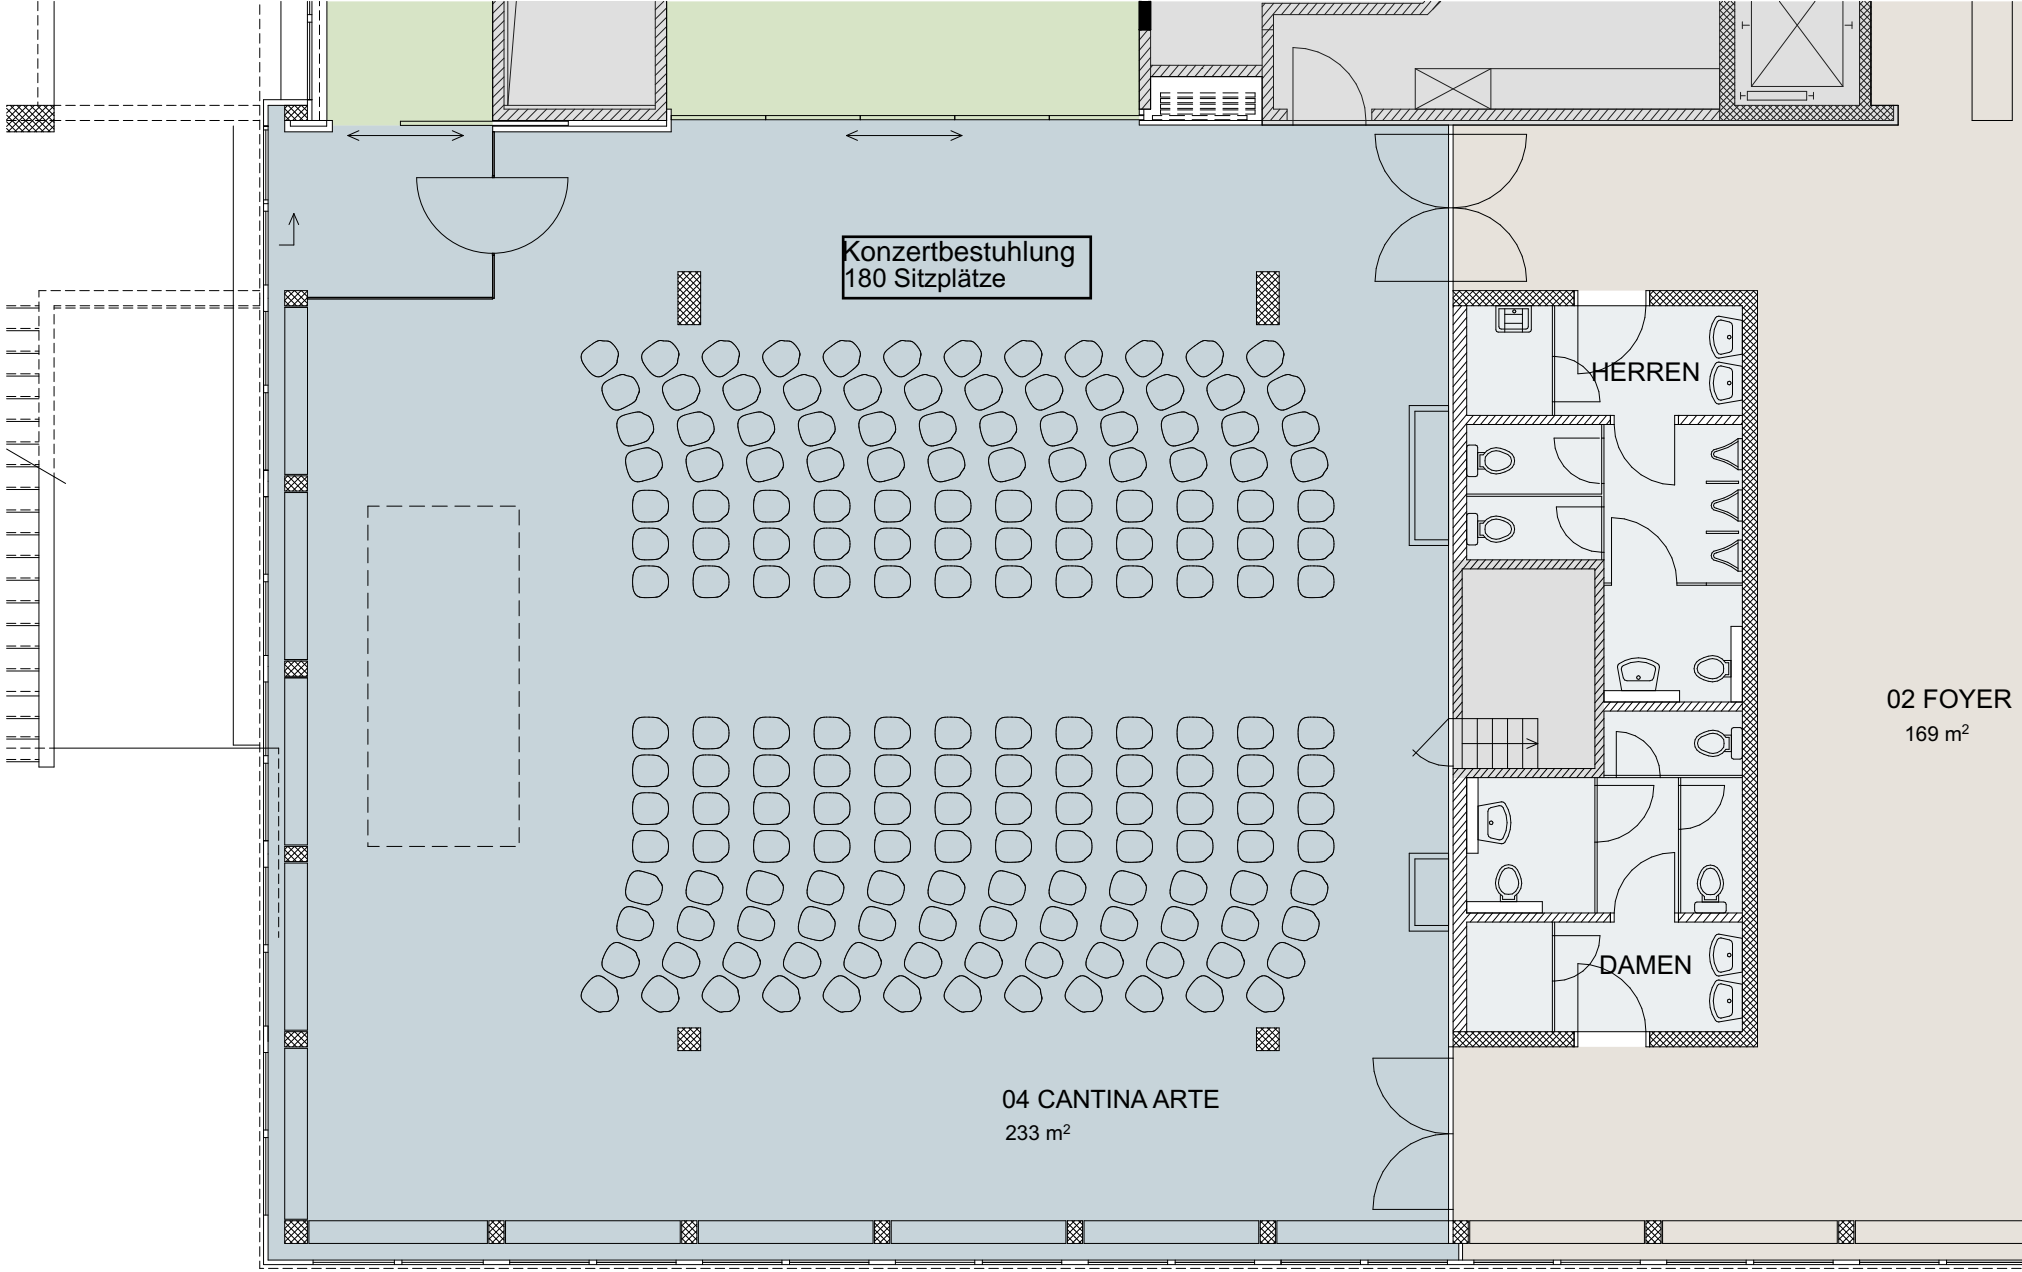 Konzertbestuhlung
180 Sitzplätze
HERREN
02 FOYER
169 m²
DAMEN
04 CANTINA ARTE
233 m²